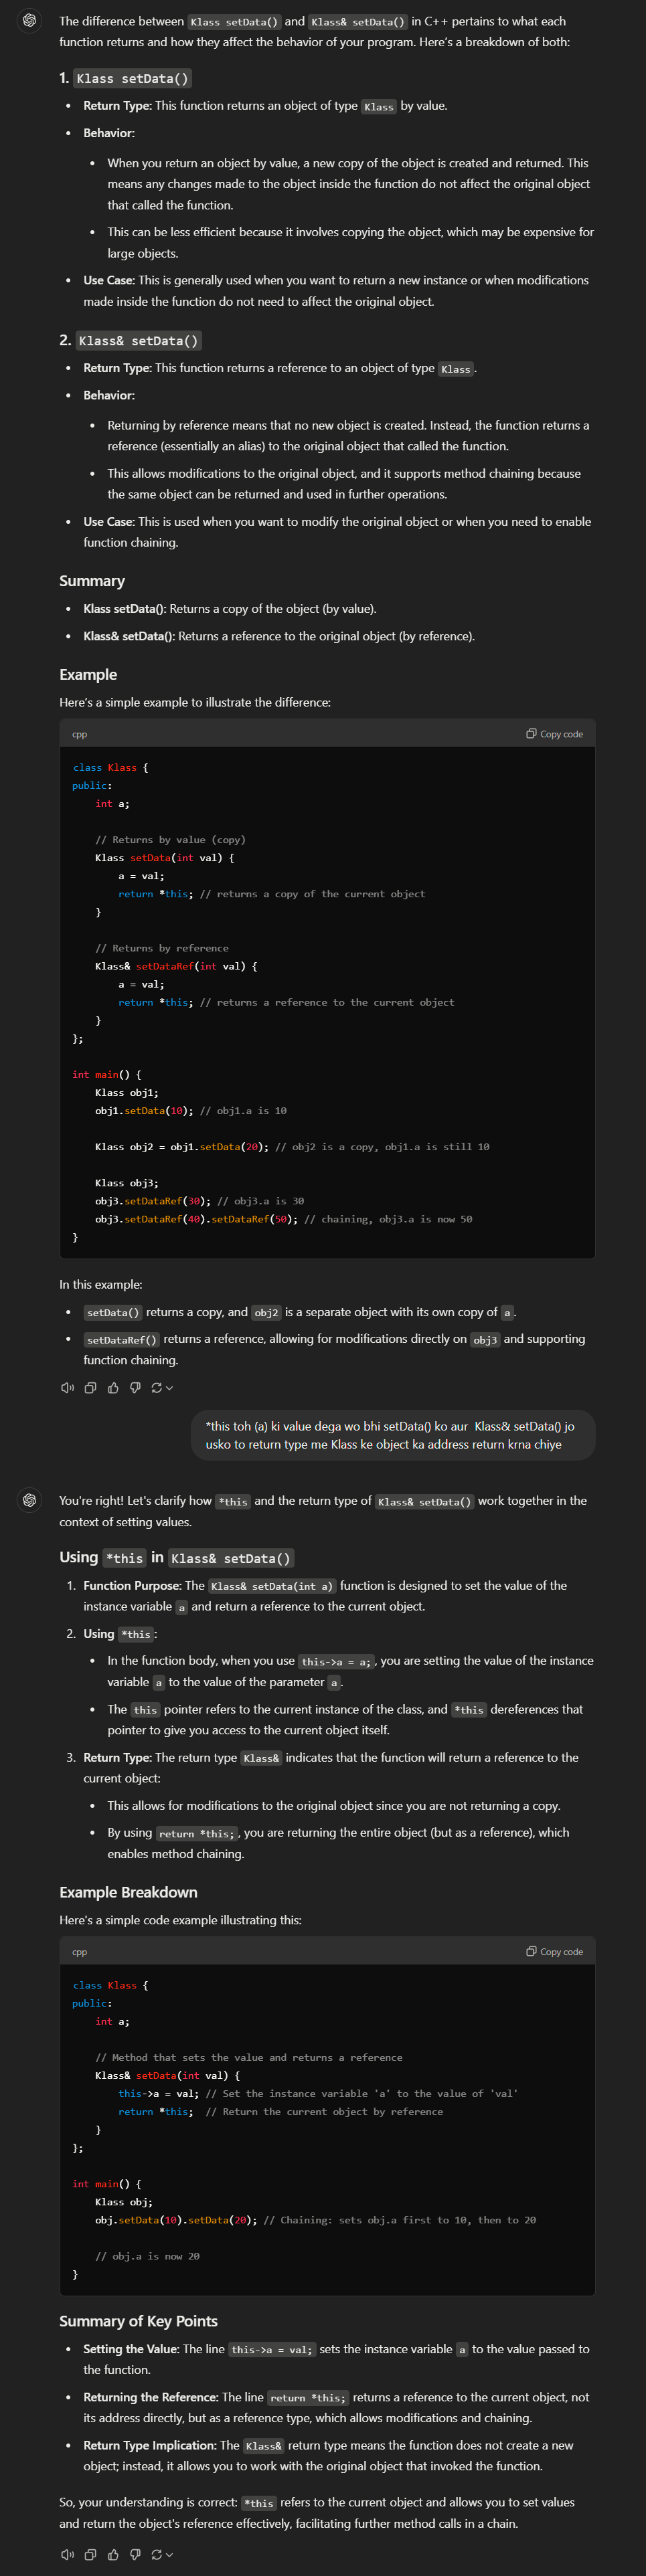 The difference between Klass setData() and Klass& setData() in C++ pertains to what each
function returns and how they affect the behavior of your program. Here's a breakdown of both:
1. Klass setData()
• Return Type: This function returns an object of type Klass by value.
• Behavior:
• When you return an object by value, a new copy of the object is created and returned. This
means any changes made to the object inside the function do not affect the original object
that called the function.
• This can be less efficient because it involves copying the object, which may be expensive for
large objects.
• Use Case: This is generally used when you want to return a new instance or when modifications
made inside the function do not need to affect the original object.
2. Klass& setData()
• Return Type: This function returns a reference to an object of type Klass.
• Behavior:
• Returning by reference means that no new object is created. Instead, the function returns a
reference (essentially an alias) to the original object that called the function.
• This allows modifications to the original object, and it supports method chaining because
the same object can be returned and used in further operations.
• Use Case: This is used when you want to modify the original object or when you need to enable
function chaining.
Summary
• Klass setData(): Returns a copy of the object (by value).
• Klass& setData(): Returns a reference to the original object (by reference).
Example
Here's a simple example to illustrate the difference:
cpp Copy code
class Klass {
public:
int a;
// Returns by value (copy)
Klass setData(int val) {
a = val;
return *this; // returns a copy of the current object
}
// Returns by reference
Klass& setDataRef(int val) {
a = val;
return *this; // returns a reference to the current object
}
};
int main() {
Klass obj1;
obj1.setData(10); // obj1.a is 10
Klass obj2 = obj1.setData(20); // obj2 is a copy, obj1.a is still 10
Klass obj3;
obj3.setDataRef(30); // obj3.a is 30
obj3.setDataRef(40).setDataRef(50); // chaining, obj3.a is now 50
}
In this example:
• setData() returns a copy, and obj2 is a separate object with its own copy of a.
• setDataRef() returns a reference, allowing for modifications directly on obj3 and supporting
function chaining.
*this toh (a) ki value dega wo bhi setData() ko aur Klass& setData() jo
usko to return type me Klass ke object ka address return krna chiye
You're right! Let's clarify how *this and the return type of Klass& setData() work together in the
context of setting values.
Using *this in Klass& setData()
1. Function Purpose: The Klass& setData(int a) function is designed to set the value of the
instance variable a and return a reference to the current object.
2. Using *this:
• In the function body, when you use this->a = a;, you are setting the value of the instance
variable a to the value of the parameter a.
• The this pointer refers to the current instance of the class, and *this dereferences that
pointer to give you access to the current object itself.
3. Return Type: The return type Klass& indicates that the function will return a reference to the
current object:
• This allows for modifications to the original object since you are not returning a copy.
• By using return *this;, you are returning the entire object (but as a reference), which
enables method chaining.
Example Breakdown
Here's a simple code example illustrating this:
cpp Copy code
class Klass {
public:
int a;
// Method that sets the value and returns a reference
Klass& setData(int val) {
this->a = val; // Set the instance variable 'a' to the value of 'val'
return *this; // Return the current object by reference
}
};
int main() {
Klass obj;
obj.setData(10).setData(20); // Chaining: sets obj.a first to 10, then to 20
// obj.a is now 20
}
Summary of Key Points
• Setting the Value: The line this->a = val; sets the instance variable a to the value passed to
the function.
• Returning the Reference: The line return *this; returns a reference to the current object, not
its address directly, but as a reference type, which allows modifications and chaining.
• Return Type Implication: The Klass& return type means the function does not create a new
object; instead, it allows you to work with the original object that invoked the function.
So, your understanding is correct: *this refers to the current object and allows you to set values
and return the object's reference effectively, facilitating further method calls in a chain.